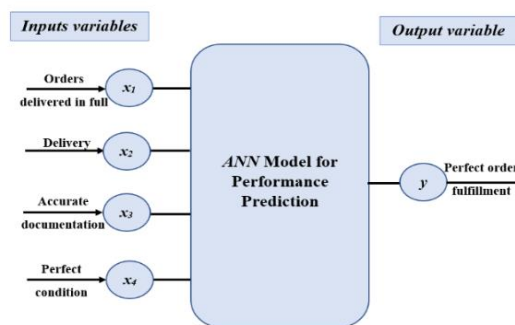 Inputs variables
Output variable
Orders
delivered in full
x1
Delivery
x2
Accurate
documentation
x3
Perfect
condition
x4
ANN Model for
Performance
Prediction
y
Perfect order
fulfillment